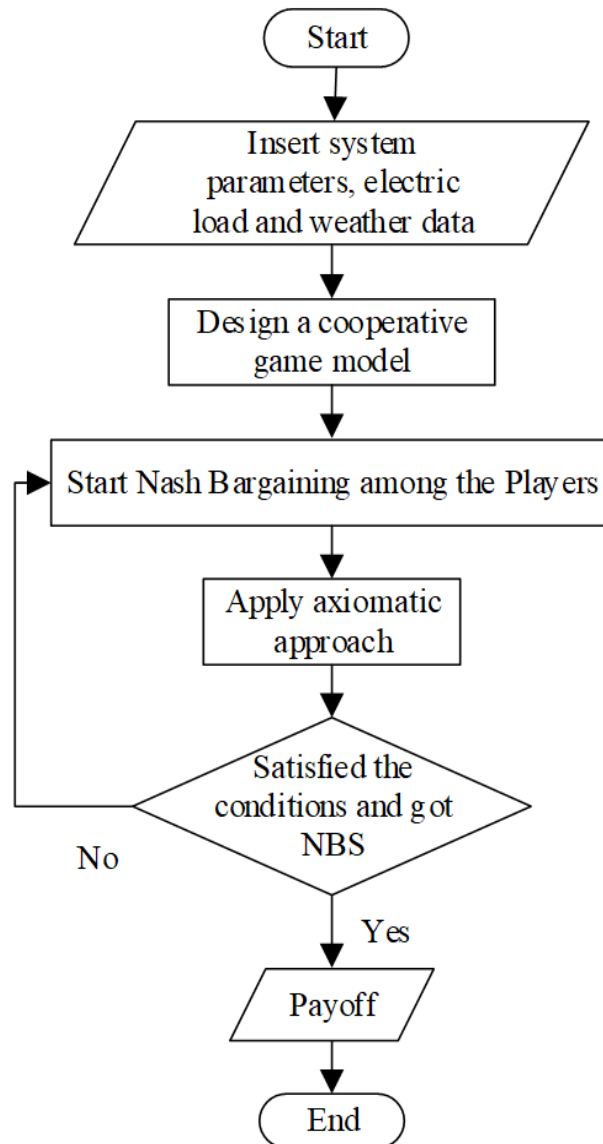 Start
Insert system
parameters, electric
load and weather data
Design a cooperative
game model
Start Nash Bargaining among the Players
Apply axiomatic
approach
Satisfied the
conditions and got
NBS
No
Yes
Payoff
End